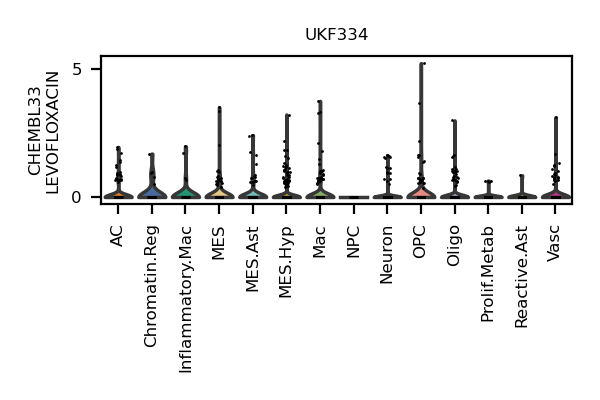 UKF334
CHEMBL33
LEVOFLOXACIN
5
0
AC
Chromatin.Reg
Inflammatory.Mac
MES
MES.Ast
MES.Hyp
Mac
NPC
Neuron
OPC
Oligo
Prolif.Metab
Reactive.Ast
Vasc